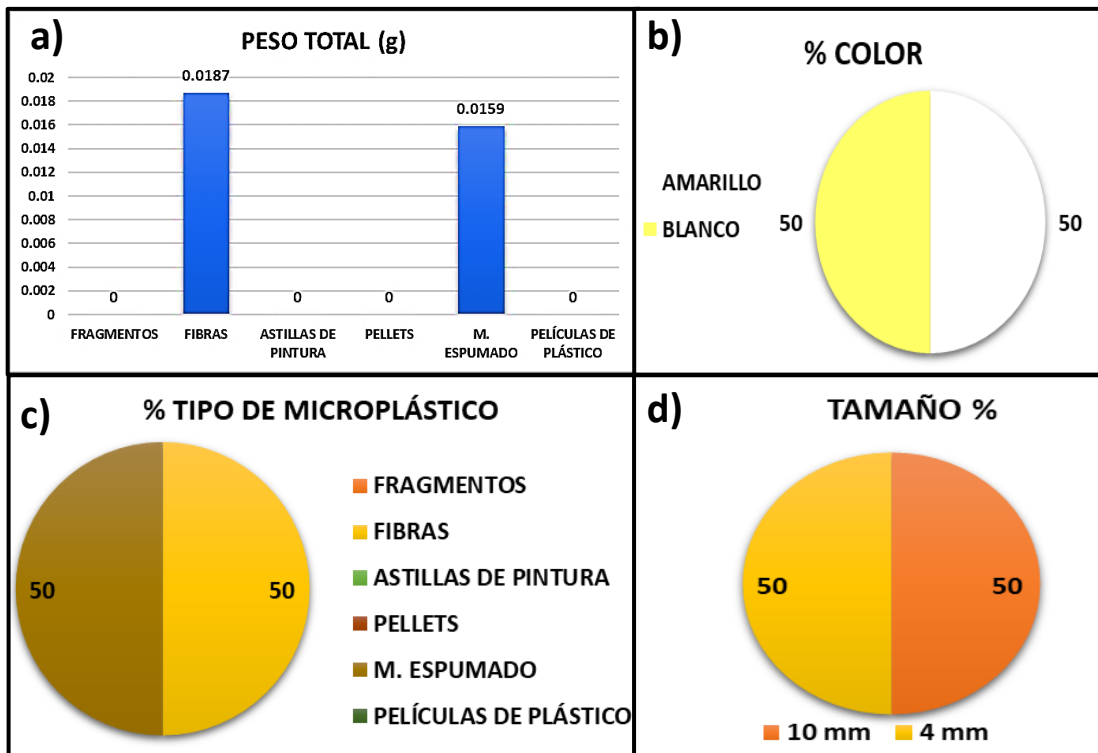 a)
PESO TOTAL (g)
0.02
0.018
0.016
0.014
0.012
0.01
0.008
0.006
0.004
0.002
0
0
0.0187
0
0
0.0159
0
FRAGMENTOS
FIBRAS
ASTILLAS DE
PINTURA
PELLETS
M.
ESPUMADO
PELÍCULAS DE
PLÁSTICO
b)
% COLOR
AMARILLO
BLANCO
50
50
c)
% TIPO DE MICROPLÁSTICO
50
50
FRAGMENTOS
FIBRAS
ASTILLAS DE PINTURA
PELLETS
M. ESPUMADO
PELÍCULAS DE PLÁSTICO
d)
TAMAÑO %
50
50
10 mm
4 mm